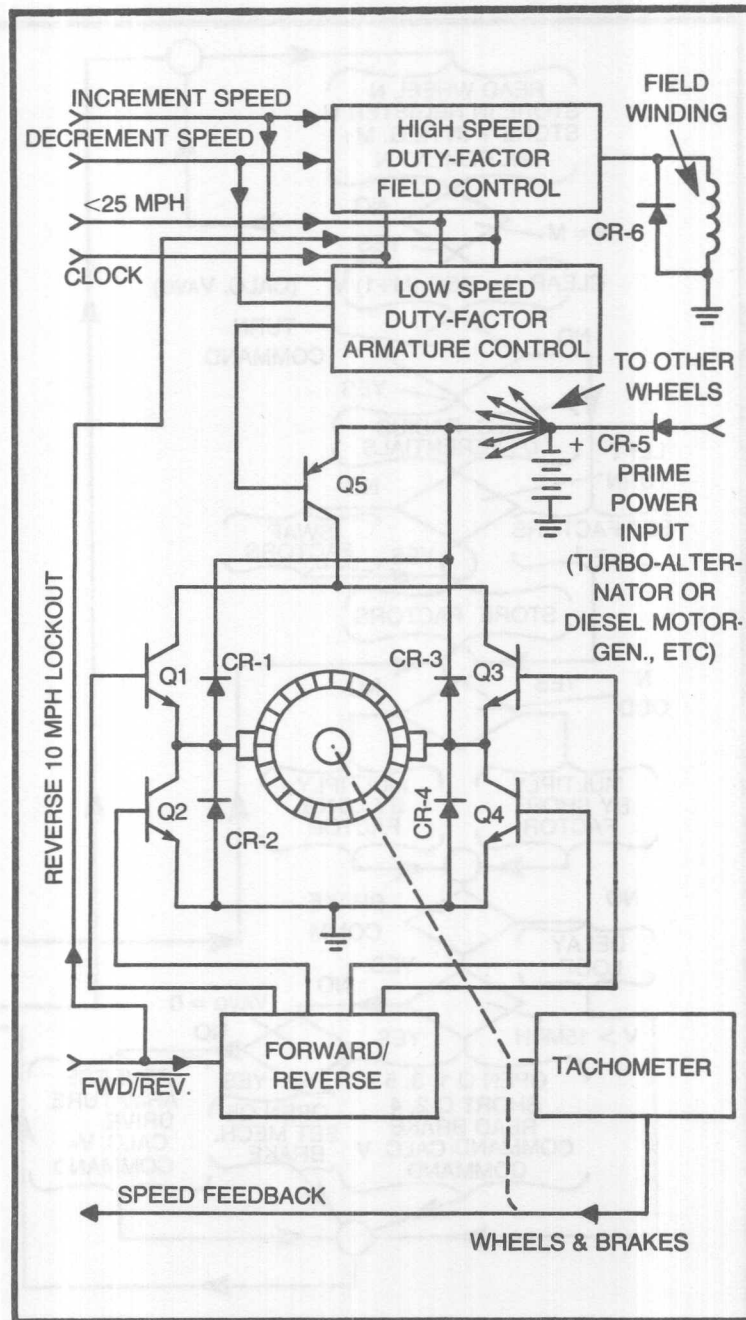 INCREMENT SPEED
DECREMENT SPEED
<25 MPH
CLOCK
HIGH SPEED
DUTY-FACTOR
FIELD CONTROL
FIELD
WINDING
CR-6
LOW SPEED
DUTY-FACTOR
ARMATURE CONTROL
TO OTHER
WHEELS
+ CR-5
PRIME
POWER
INPUT
(TURBO-ALTER-
NATOR OR
DIESEL MOTOR-
GEN., ETC)
Q5
REVERSE 10 MPH LOCKOUT
Q1
CR-1
CR-3
Q3
Q2
CR-2
CR-4
Q4
FORWARD/
REVERSE
FWD/REV.
TACHOMETER
SPEED FEEDBACK
WHEELS & BRAKES